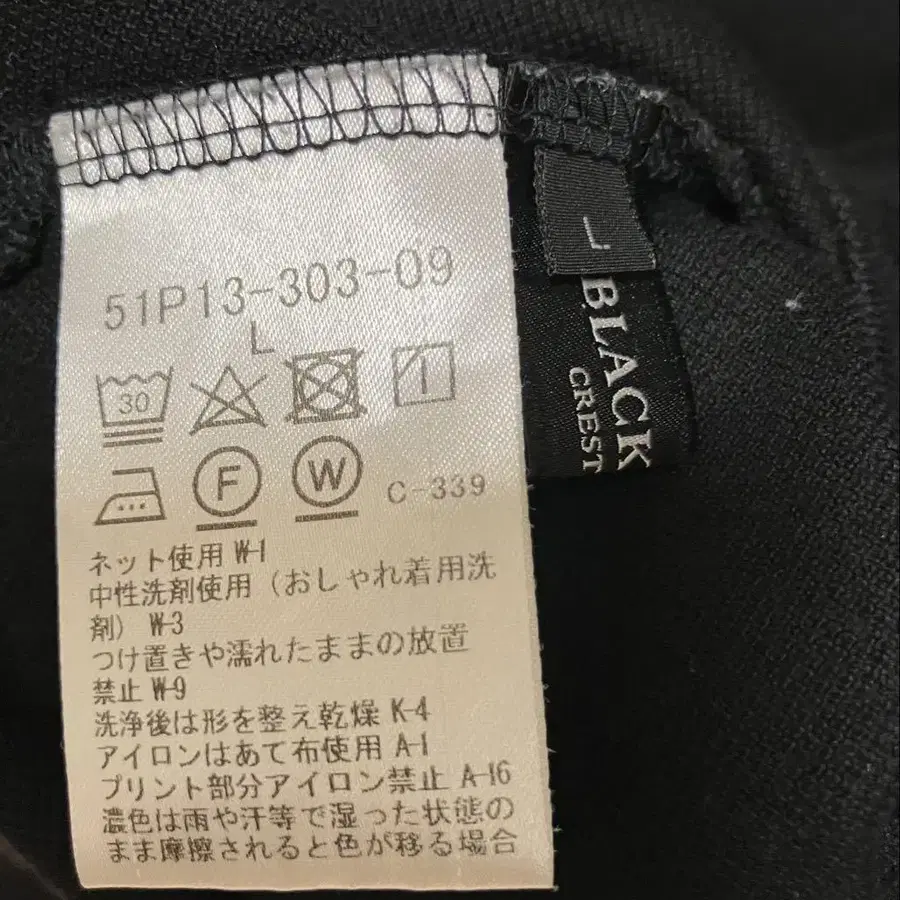 51P13-303-09
L
30
F
W
C-339
ネット使用 W-1
中性洗剤使用（おしゃれ着用洗
剤）W-3
つけ置きや濡れたままの放置
禁止 W-9
洗浄後は形を整え乾燥 K-4
アイロンはあて布使用 A-1
プリント部分アイロン禁止 A-16
濃色は雨や汗等で湿った状態の
まま摩擦されると色が移る場合
L
BLACK
CREST